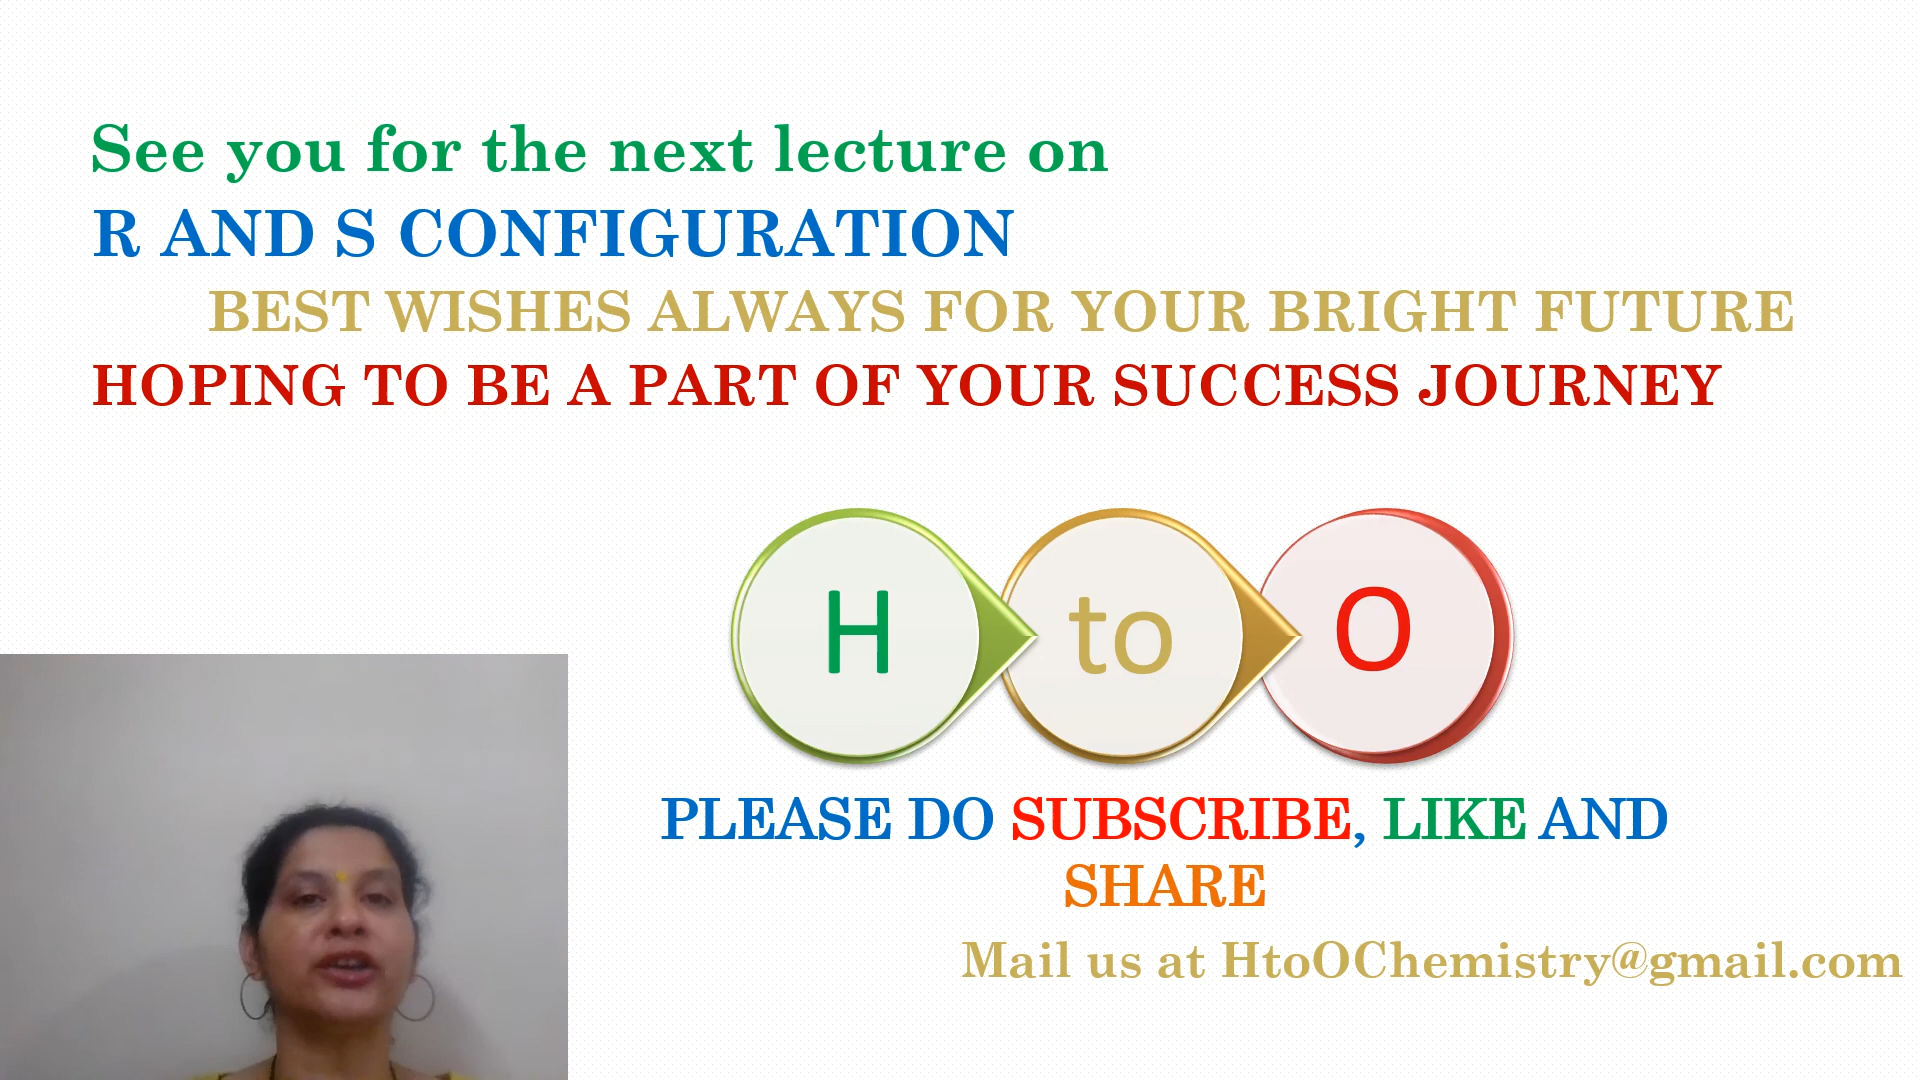 See you for the next lecture on
R AND S CONFIGURATION
BEST WISHES ALWAYS FOR YOUR BRIGHT FUTURE
HOPING TO BE A PART OF YOUR SUCCESS JOURNEY
H to O
PLEASE DO SUBSCRIBE, LIKE AND
SHARE
Mail us at HtoOChemistry@gmail.com